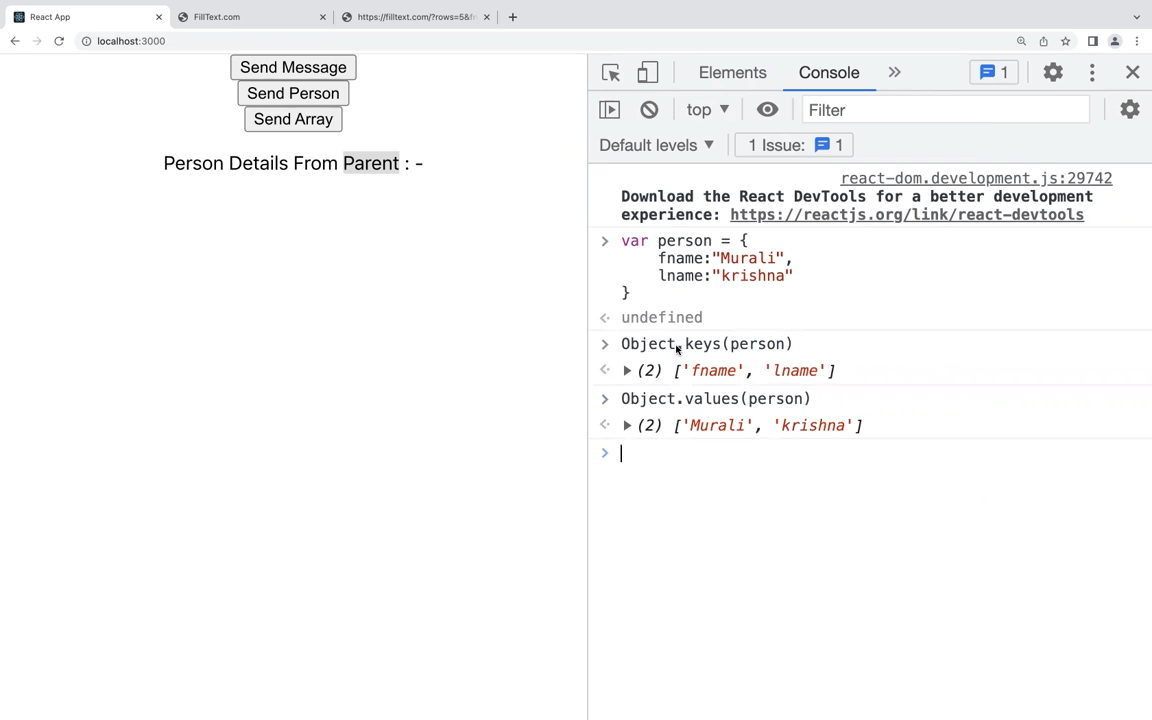 React App
FillText.com
https://filltext.com/?rows=5&f
localhost:3000
Send Message
Send Person
Send Array
Person Details From Parent : -
Elements
Console
1
top
Filter
Default levels
1 Issue: 1
react-dom.development.js:29742
Download the React DevTools for a better development
experience: https://reactjs.org/link/react-devtools
var person = {
fname:"Murali",
lname:"krishna"
}
undefined
Object.keys(person)
(2) ['fname', 'lname']
Object.values(person)
(2) ['Murali', 'krishna']